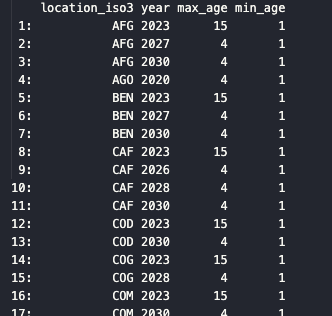 location_iso3 year max_age min_age
1: AFG 2023 15 1
2: AFG 2027 4 1
3: AFG 2030 4 1
4: AGO 2020 4 1
5: BEN 2023 15 1
6: BEN 2027 4 1
7: BEN 2030 4 1
8: CAF 2023 15 1
9: CAF 2026 4 1
10: CAF 2028 4 1
11: CAF 2030 4 1
12: COD 2023 15 1
13: COD 2030 4 1
14: COG 2023 15 1
15: COG 2028 4 1
16: COM 2023 15 1
17: COM 2030 4 1